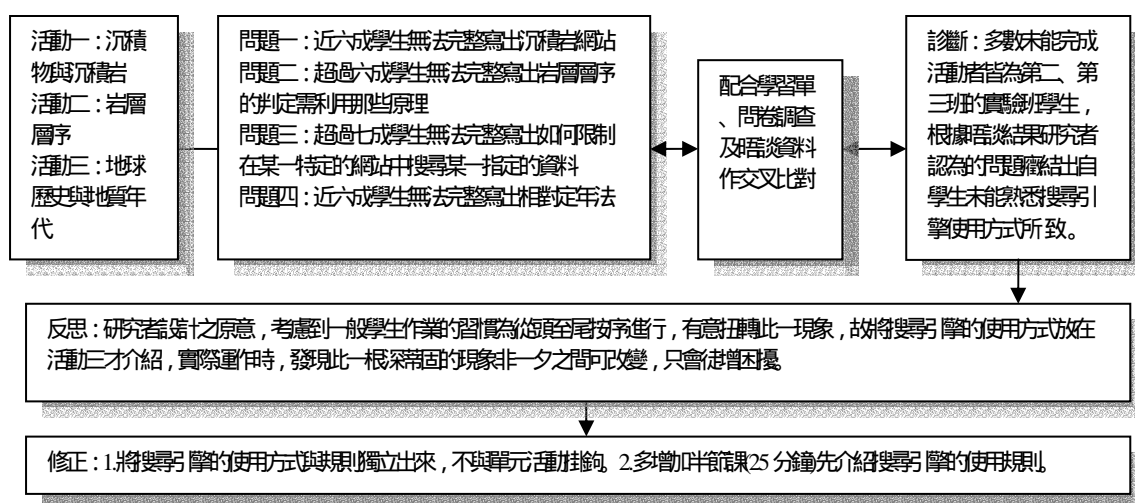 活動一：沉積
物與沉積岩
活動二：岩層
層序
活動三：地球
歷史與地質年
代
問題一：近六成學生無法完整寫出沉積岩網站
問題二：超過六成學生無法完整寫出岩層層序
的判定需利用那些原理
問題三：超過七成學生無法完整寫出如何限制
在某一特定的網站中搜尋某一指定的資料
問題四：近六成學生無法完整寫出相對定年法
配合學習單
、問卷調查
及晤談資料
作交叉比對
診斷：多數未能完成
活動者皆為第二、第
三班的實驗班學生，
根據晤談結果研究者
認為的問題癥結出自
學生未能熟悉搜尋引
擎使用方式所致。
反思：研究者設計之原意，考慮到一般學生作業的習慣為從頭至尾按序進行，有意扭轉此一現象，故將搜尋引擎的使用方式放在
活動三才介紹，實際運作時，發現此一根深蒂固的現象非一夕之間可改變，只會徒增困擾。
修正：1.將搜尋引擎的使用方式與規則獨立出來，不與單元活動掛鉤。2.多增加半節課(25分鐘)先介紹搜尋引擎的使用規則。